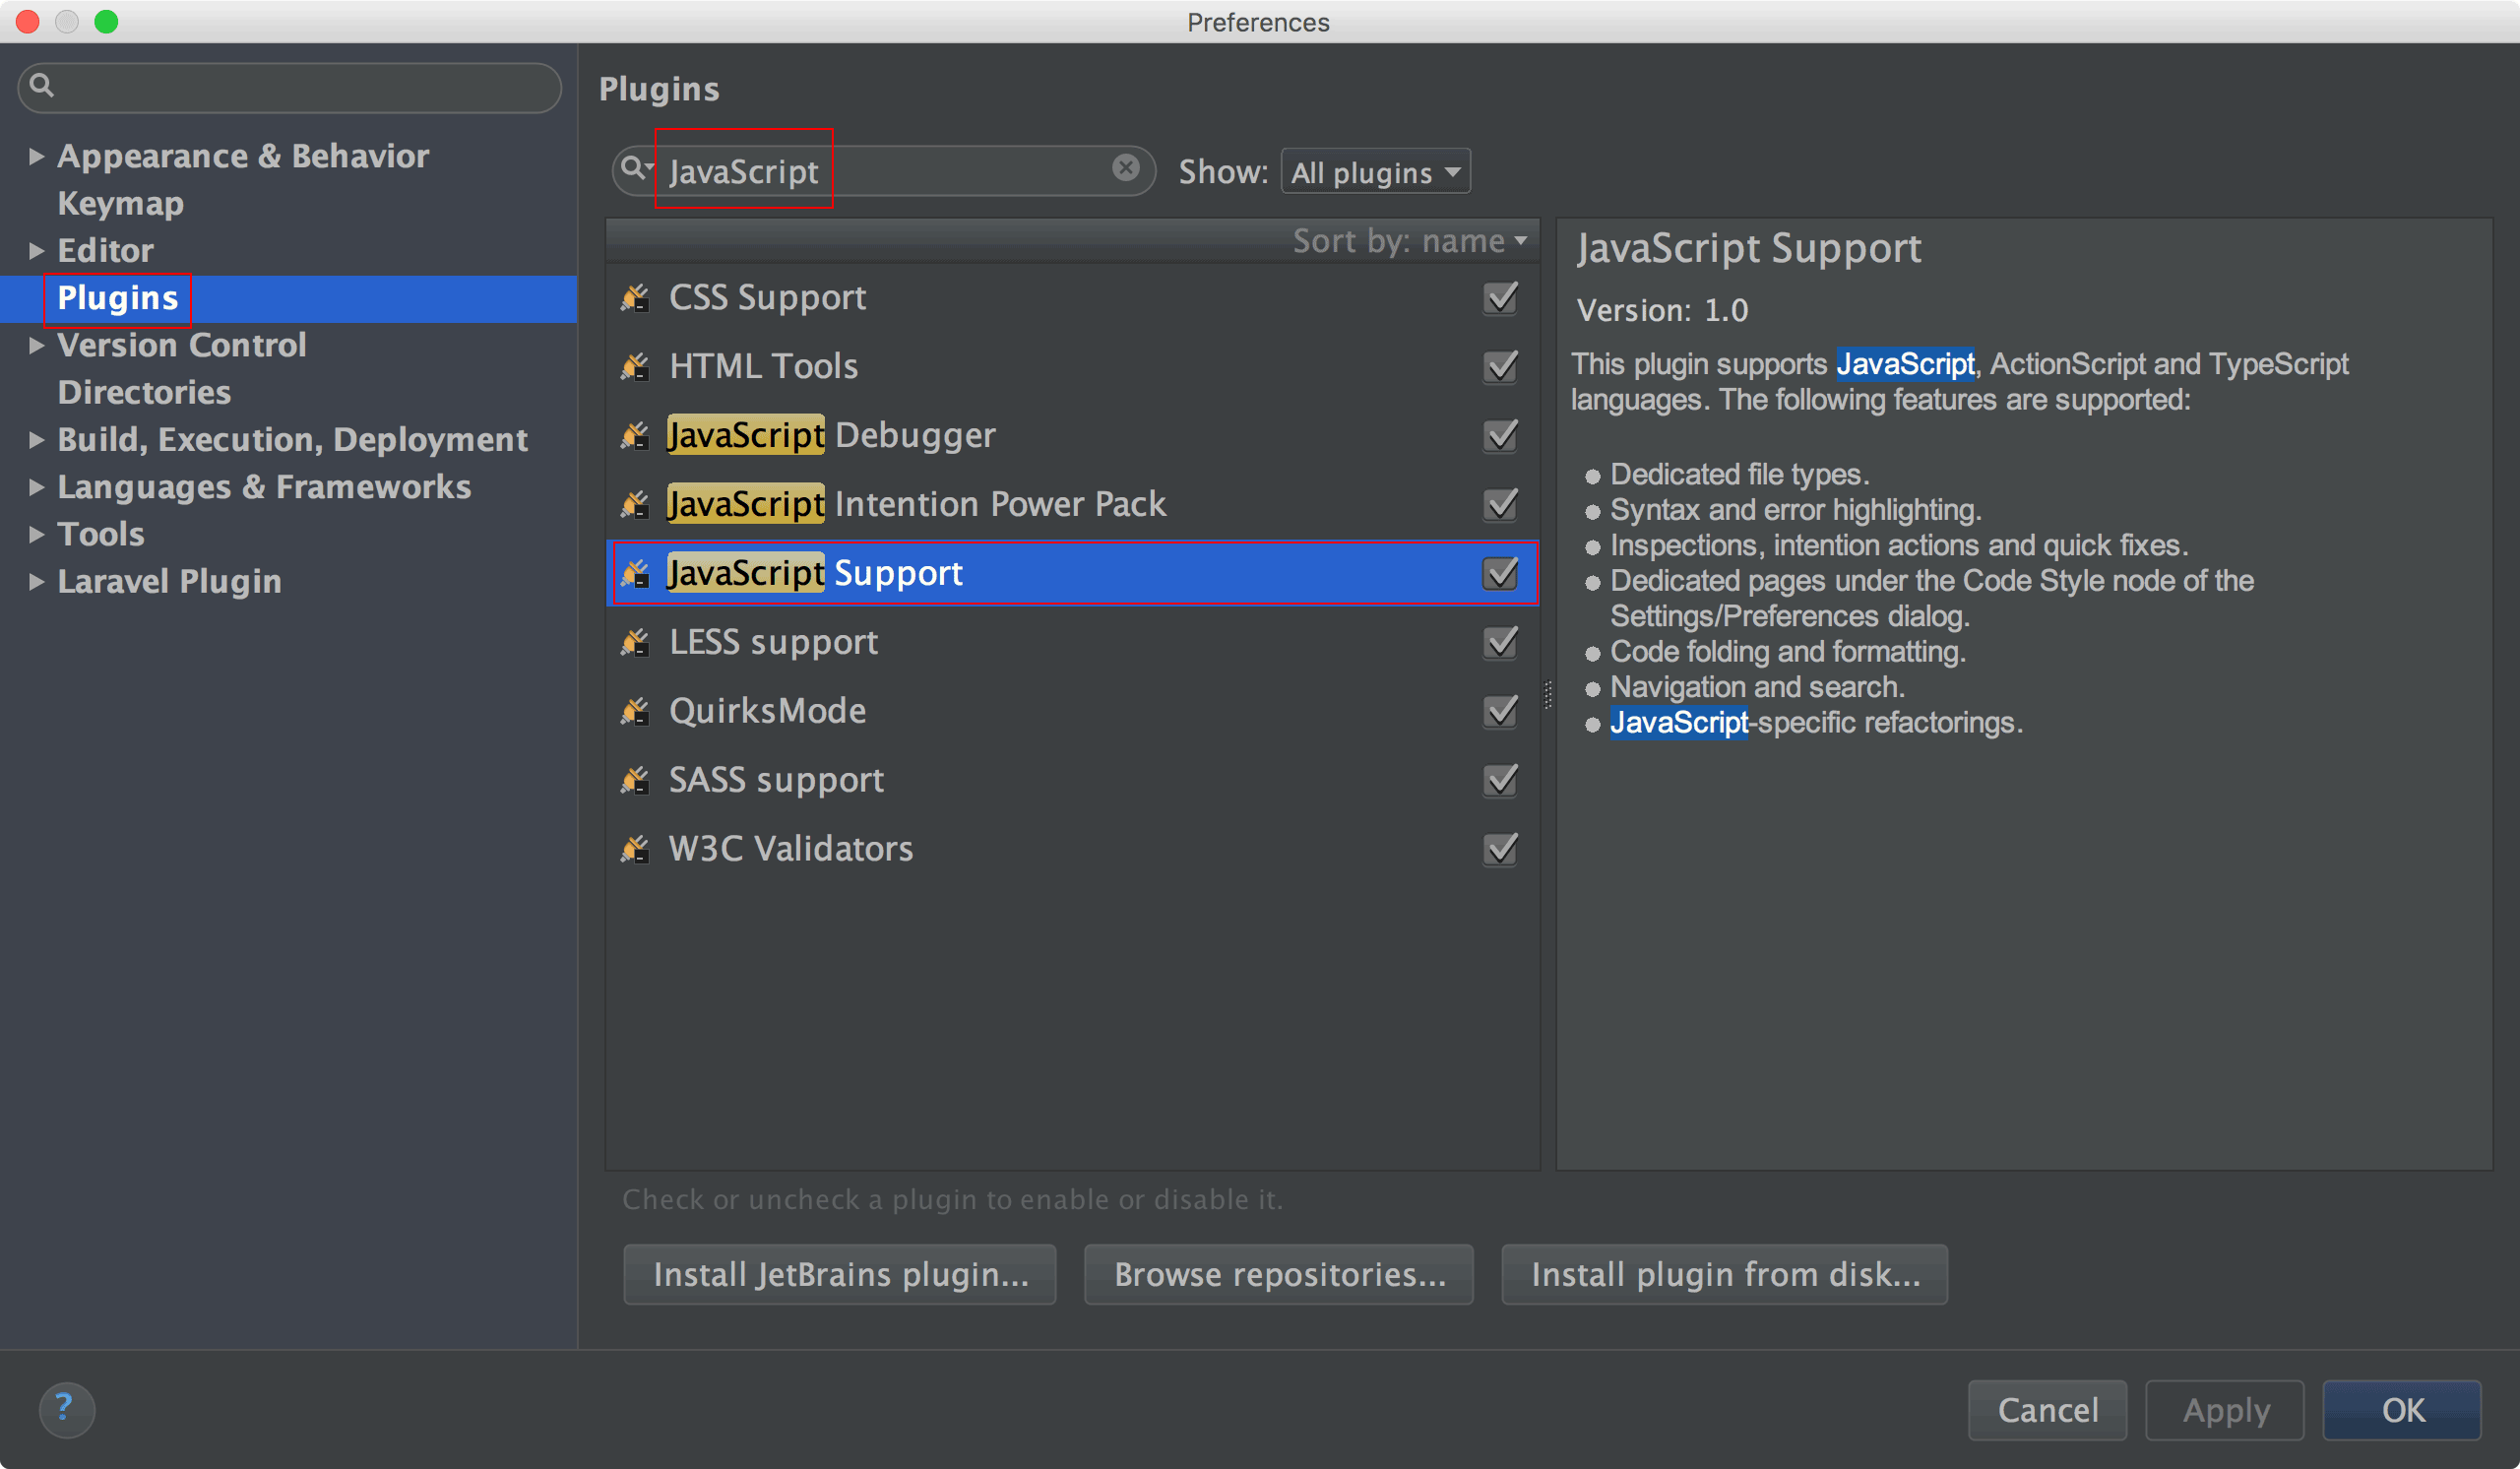 Preferences
Appearance & Behavior
Keymap
Editor
Plugins
Version Control
Directories
Build, Execution, Deployment
Languages & Frameworks
Tools
Laravel Plugin
Plugins
JavaScript
Show: All plugins
Sort by: name
CSS Support
HTML Tools
JavaScript Debugger
JavaScript Intention Power Pack
JavaScript Support
LESS support
QuirksMode
SASS support
W3C Validators
JavaScript Support
Version: 1.0
This plugin supports JavaScript, ActionScript and TypeScript
languages. The following features are supported:
Dedicated file types.
Syntax and error highlighting.
Inspections, intention actions and quick fixes.
Dedicated pages under the Code Style node of the
Settings/Preferences dialog.
Code folding and formatting.
Navigation and search.
JavaScript-specific refactorings.
Check or uncheck a plugin to enable or disable it.
Install JetBrains plugin... Browse repositories... Install plugin from disk...
? Cancel Apply OK